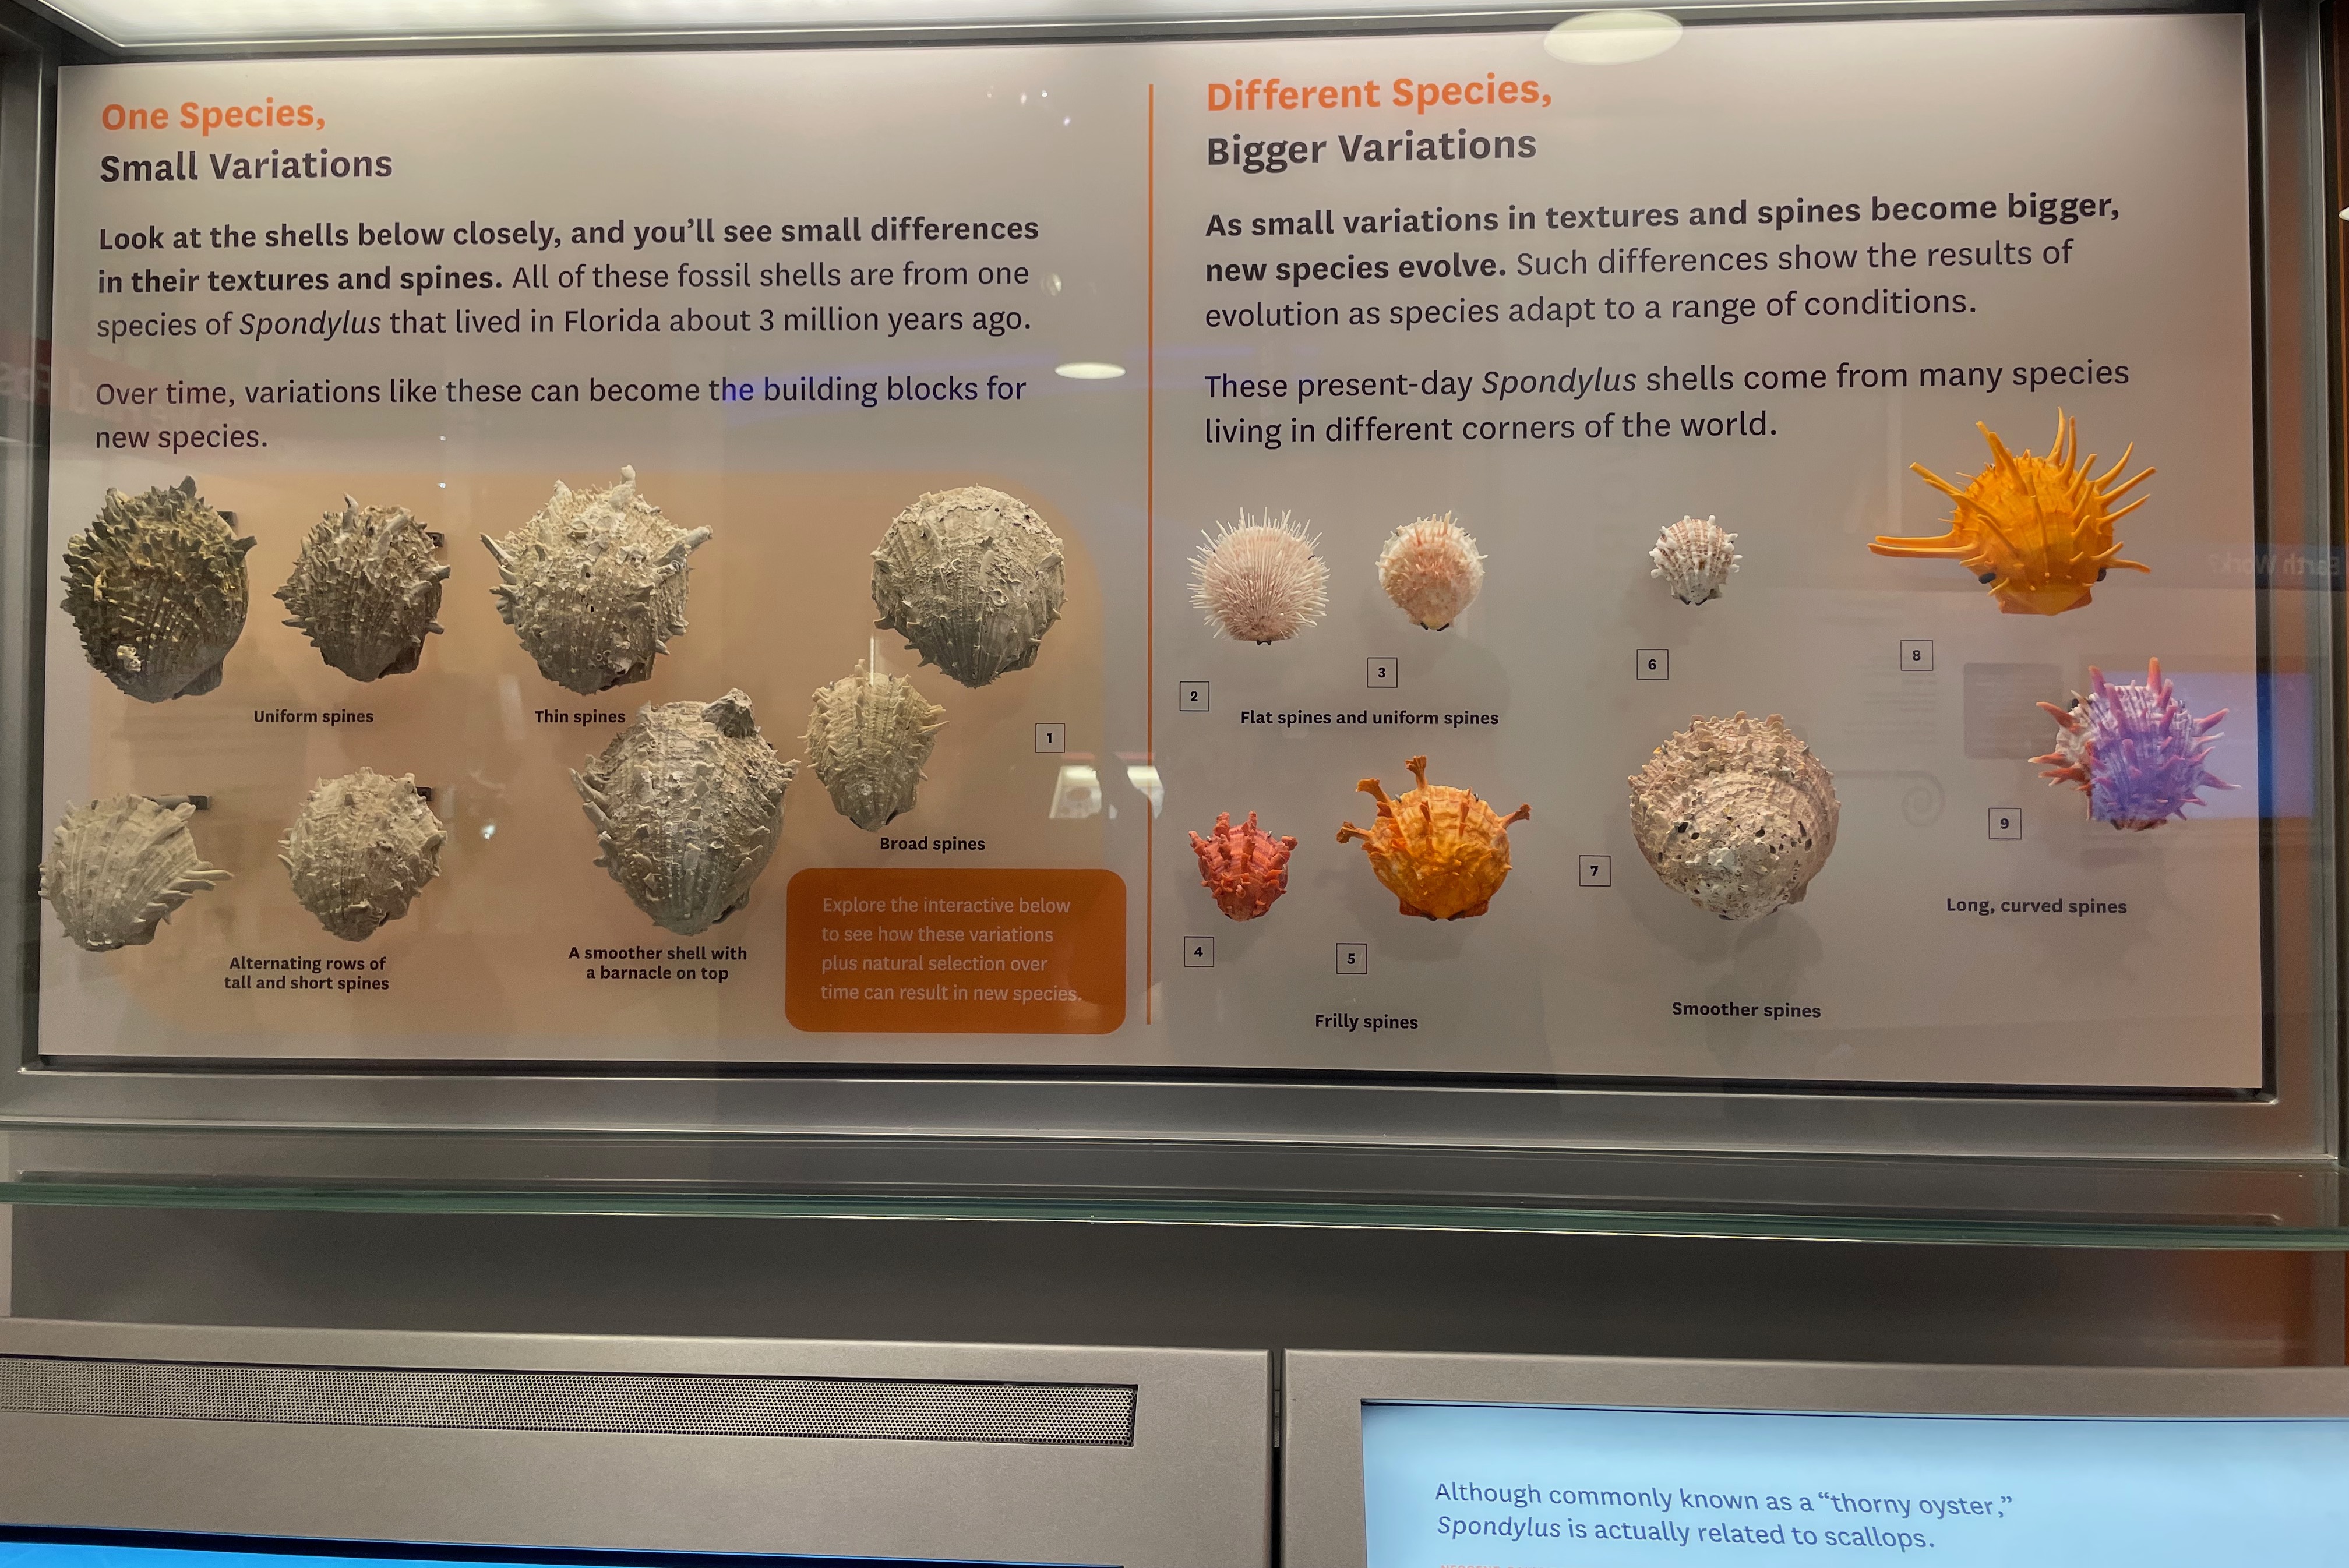 One Species,
Small Variations
Look at the shells below closely, and you'll see small differences
in their textures and spines. All of these fossil shells are from one
species of Spondylus that lived in Florida about 3 million years ago.
Over time, variations like these can become the building blocks for
new species.
Uniform spines
Thin spines
1
Broad spines
Alternating rows of
tall and short spines
A smoother shell with
a barnacle on top
Explore the interactive below
to see how these variations
plus natural selection over
time can result in new species.
Different Species,
Bigger Variations
As small variations in textures and spines become bigger,
new species evolve. Such differences show the results of
evolution as species adapt to a range of conditions.
These present-day Spondylus shells come from many species
living in different corners of the world.
2
3
Flat spines and uniform spines
6
8
4
5
Frilly spines
7
Smoother spines
9
Long, curved spines
Although commonly known as a “thorny oyster,”
Spondylus is actually related to scallops.